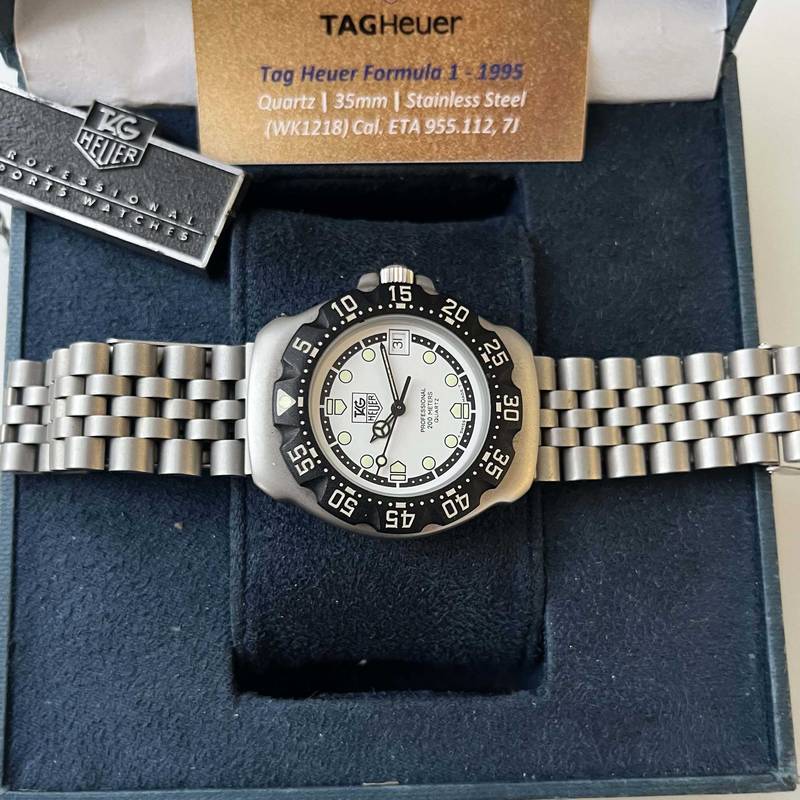 TAGHeuer
Tag Heuer Formula 1 - 1995
Quartz | 35mm | Stainless Steel
(WK1218) Cal. ETA 955.112, 7J
TAG
HEUER
PROFESSIONAL
SPORTS WATCHES
5
10
15
20
25
30
35
40
45
50
55
31
TAG
HEUER
PROFESSIONAL
200 METERS
QUARTZ